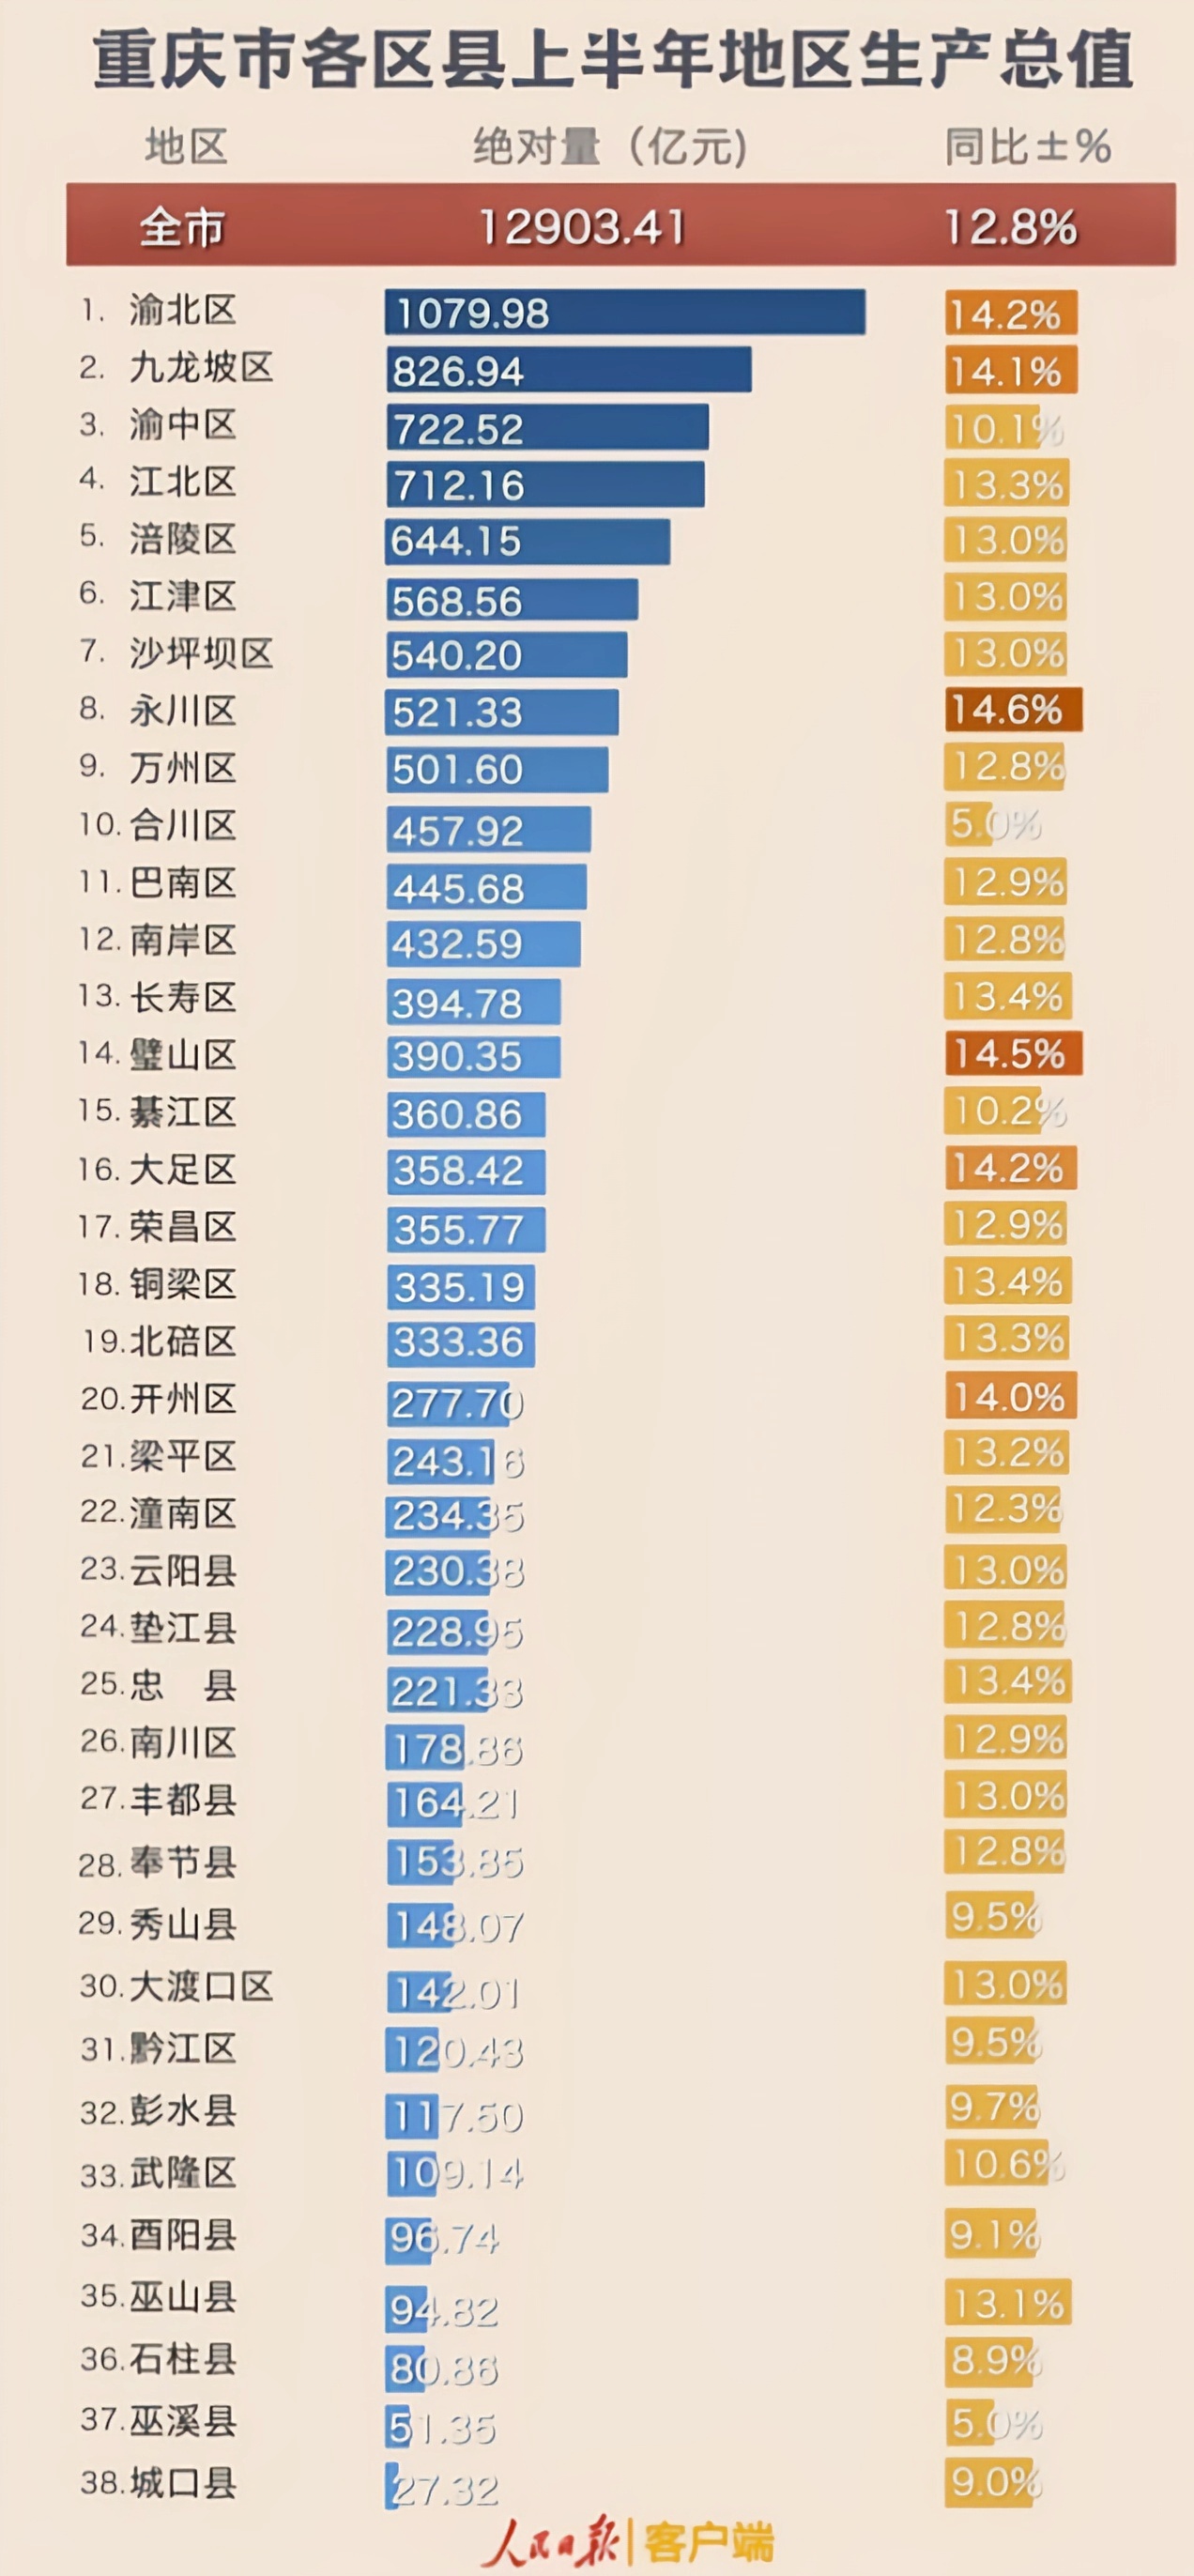 重庆市各区县上半年地区生产总值
地区 绝对量（亿元） 同比±%
全市 12903.41 12.8%
1. 渝北区 1079.98 14.2%
2. 九龙坡区 826.94 14.1%
3. 渝中区 722.52 10.1%
4. 江北区 712.16 13.3%
5. 涪陵区 644.15 13.0%
6. 江津区 568.56 13.0%
7. 沙坪坝区 540.20 13.0%
8. 永川区 521.33 14.6%
9. 万州区 501.60 12.8%
10. 合川区 457.92 5.0%
11. 巴南区 445.68 12.9%
12. 南岸区 432.59 12.8%
13. 长寿区 394.78 13.4%
14. 璧山区 390.35 14.5%
15. 綦江区 360.86 10.2%
16. 大足区 358.42 14.2%
17. 荣昌区 355.77 12.9%
18. 铜梁区 335.19 13.4%
19. 北碚区 333.36 13.3%
20. 开州区 277.70 14.0%
21. 梁平区 243.16 13.2%
22. 潼南区 234.35 12.3%
23. 云阳县 230.38 13.0%
24. 垫江县 228.95 12.8%
25. 忠 县 221.33 13.4%
26. 南川区 178.86 12.9%
27. 丰都县 164.21 13.0%
28. 奉节县 153.85 12.8%
29. 秀山县 148.07 9.5%
30. 大渡口区 142.01 13.0%
31. 黔江区 120.43 9.5%
32. 彭水县 117.50 9.7%
33. 武隆区 109.14 10.6%
34. 酉阳县 96.74 9.1%
35. 巫山县 94.82 13.1%
36. 石柱县 80.86 8.9%
37. 巫溪县 51.35 5.0%
38. 城口县 27.32 9.0%
人民日报|客户端